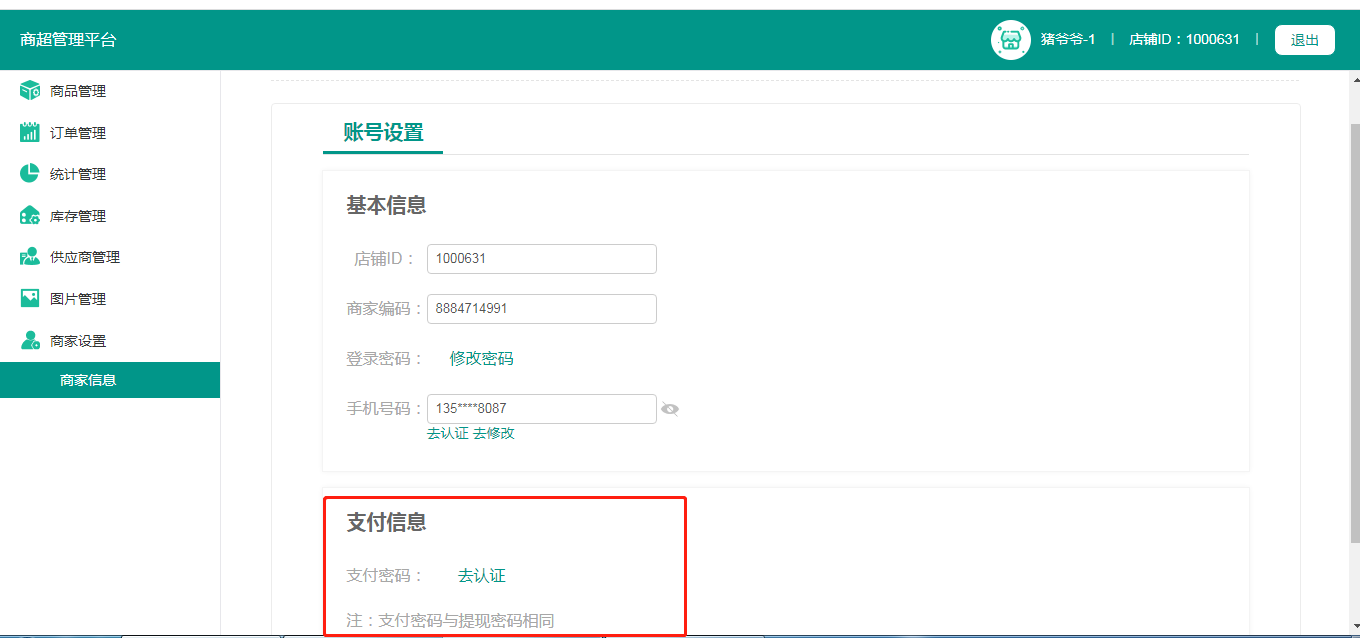 商超管理平台
猪爷爷-1 | 店铺ID：1000631 | 退出
商品管理
订单管理
统计管理
库存管理
供应商管理
图片管理
商家设置
商家信息
账号设置
基本信息
店铺ID： 1000631
商家编码： 8884714991
登录密码： 修改密码
手机号码： 135****8087
去认证 去修改
支付信息
支付密码： 去认证
注：支付密码与提现密码相同